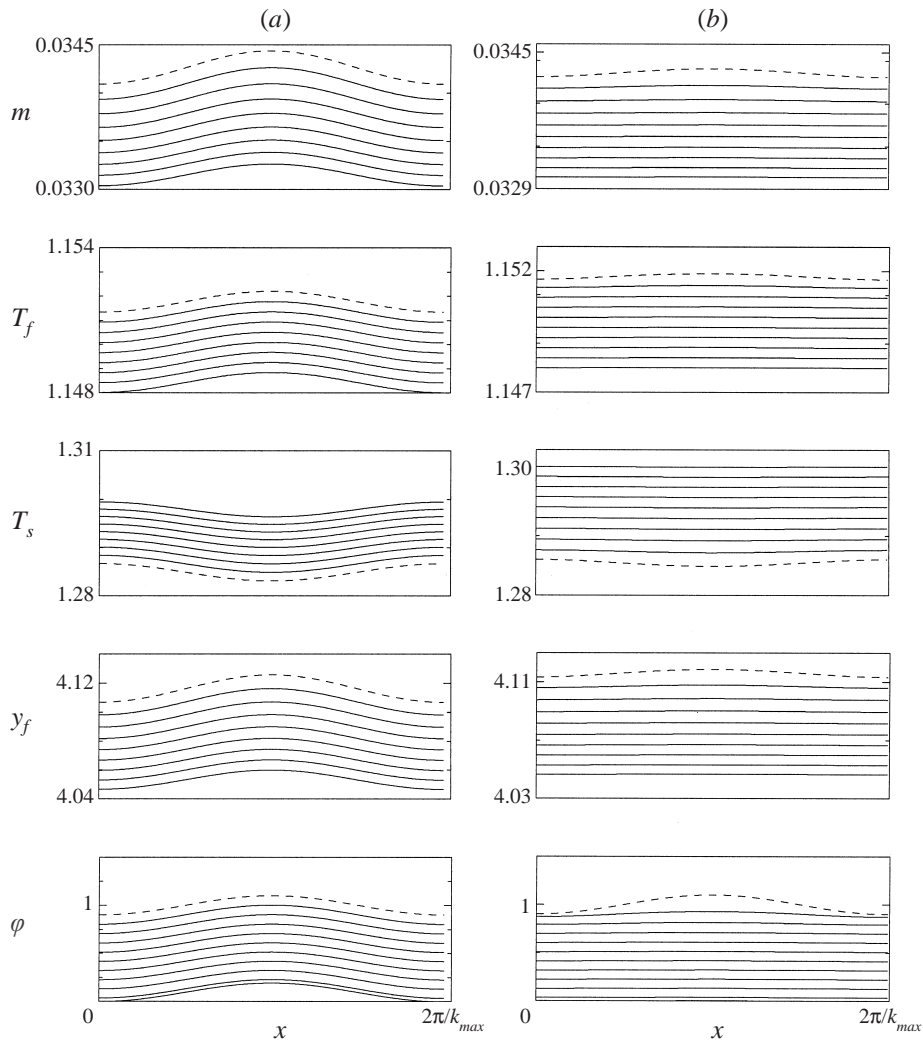 (a) (b)
0.0345 0.0345
m
0.0330 0.0329
1.154
1.152
T_f
1.148 1.147
1.31
1.30
T_s
1.28 1.28
4.12 4.11
y_f
4.04 4.03
1 1
φ
0 2π/k_max 0 2π/k_max
x x